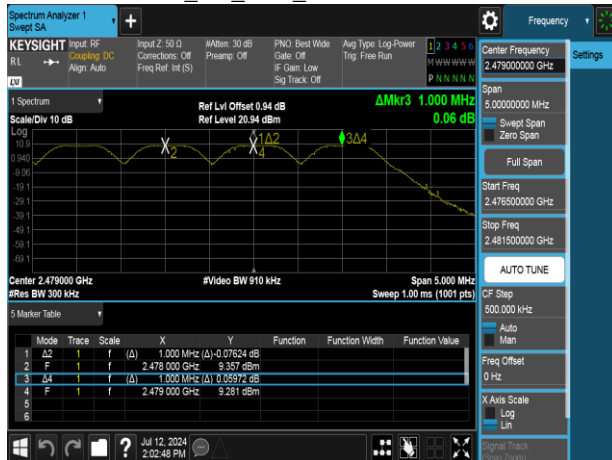 Spectrum Analyzer 1
Swept SA
+
Frequency
KEYSIGHT Input: RF
RL Coupling: DC
Align: Auto
LXI
Input Z: 50 Ω
Corrections: Off
Freq Ref: Int (S)
#Atten: 30 dB
Preamp: Off
PNO: Best Wide
Gate: Off
IF Gain: Low
Sig Track: Off
Avg Type: Log-Power
Trig: Free Run
1 2 3 4 5 6
M W W W W W
P N N N N N
1 Spectrum
Scale/Div 10 dB
Ref Lvl Offset 0.94 dB
Ref Level 20.94 dBm
ΔMkr3 1.000 MHz
0.06 dB
Log
10.9
0.940
-9.06
-19.1
-29.1
-39.1
-49.1
-59.1
-69.1
2
1Δ2
4
3Δ4
Center 2.479000 GHz
#Res BW 300 kHz
#Video BW 910 kHz
Span 5.000 MHz
Sweep 1.00 ms (1001 pts)
5 Marker Table
Mode Trace Scale X Y Function Function Width Function Value
1 Δ2 1 f (Δ) 1.000 MHz (Δ) -0.07624 dB
2 F 1 f 2.478 000 GHz 9.357 dBm
3 Δ4 1 f (Δ) 1.000 MHz (Δ) 0.05972 dB
4 F 1 f 2.479 000 GHz 9.281 dBm
5
6
?
Jul 12, 2024
2:02:48 PM
Center Frequency
2.479000000 GHz
Span
5.00000000 MHz
Swept Span
Zero Span
Full Span
Start Freq
2.476500000 GHz
Stop Freq
2.481500000 GHz
AUTO TUNE
CF Step
500.000 kHz
Auto
Man
Freq Offset
0 Hz
X Axis Scale
Log
Lin
Signal Track
(Span Zoom)
Settings